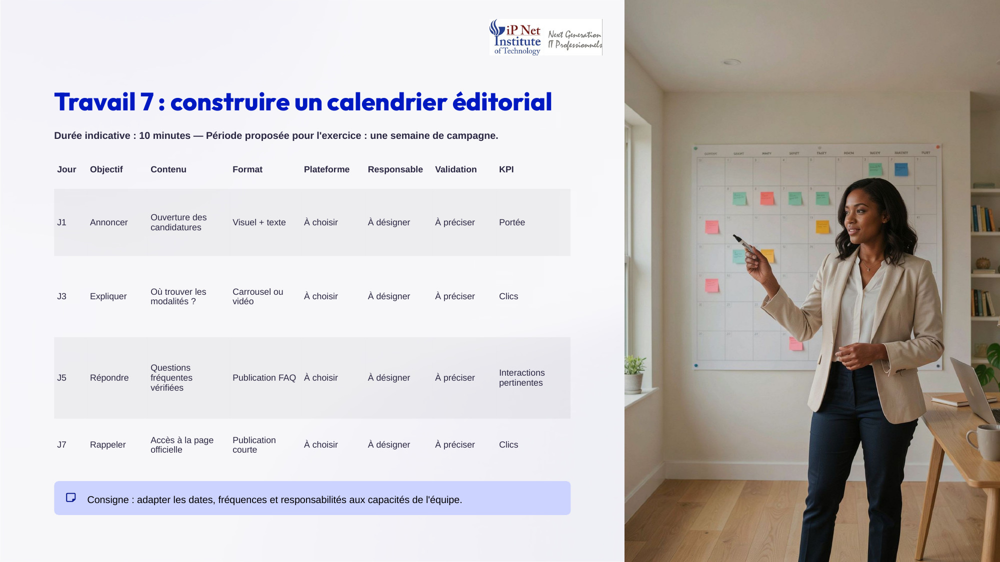 iP Net
Institute
of Technology
Next Generation
IT Professionnels
Travail 7 : construire un calendrier éditorial
Durée indicative : 10 minutes — Période proposée pour l'exercice : une semaine de campagne.
Jour Objectif Contenu Format Plateforme Responsable Validation KPI
J1 Annoncer Ouverture des candidatures Visuel + texte À choisir À désigner À préciser Portée
J3 Expliquer Où trouver les modalités ? Carrousel ou vidéo À choisir À désigner À préciser Clics
J5 Répondre Questions fréquentes vérifiées Publication FAQ À choisir À désigner À préciser Interactions pertinentes
J7 Rappeler Accès à la page officielle Publication courte À choisir À désigner À préciser Clics
Consigne : adapter les dates, fréquences et responsabilités aux capacités de l'équipe.